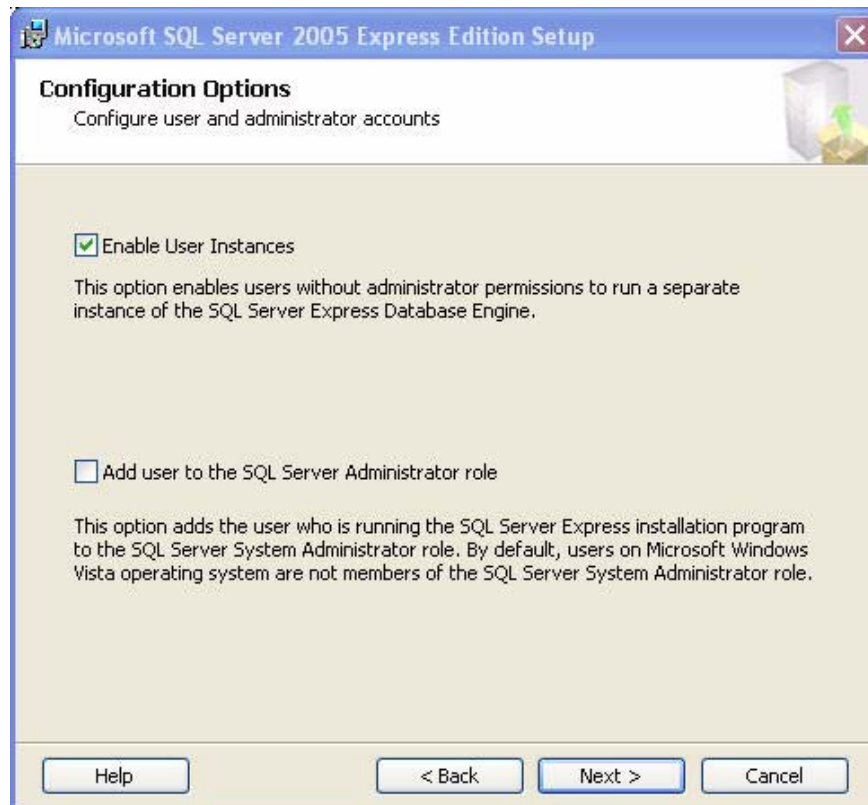 Microsoft SQL Server 2005 Express Edition Setup
Configuration Options
Configure user and administrator accounts
Enable User Instances
This option enables users without administrator permissions to run a separate
instance of the SQL Server Express Database Engine.
Add user to the SQL Server Administrator role
This option adds the user who is running the SQL Server Express installation program
to the SQL Server System Administrator role. By default, users on Microsoft Windows
Vista operating system are not members of the SQL Server System Administrator role.
Help
< Back
Next >
Cancel